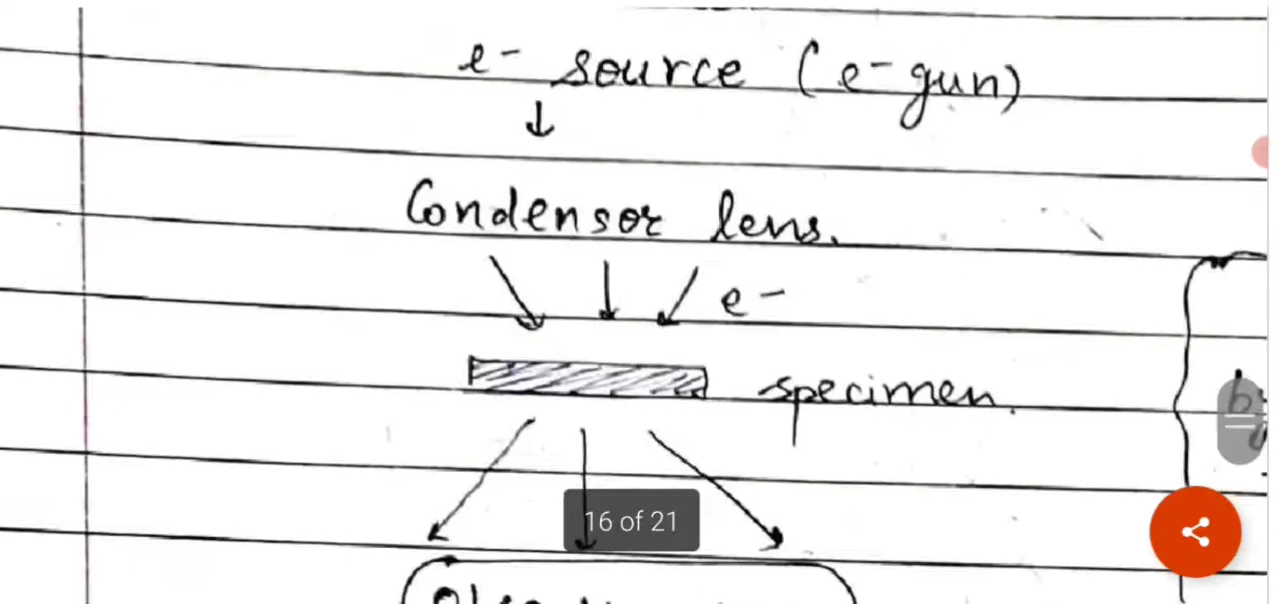 e- source (e- gun)
↓
Condensor lens.
e-
specimen.
16 of 21